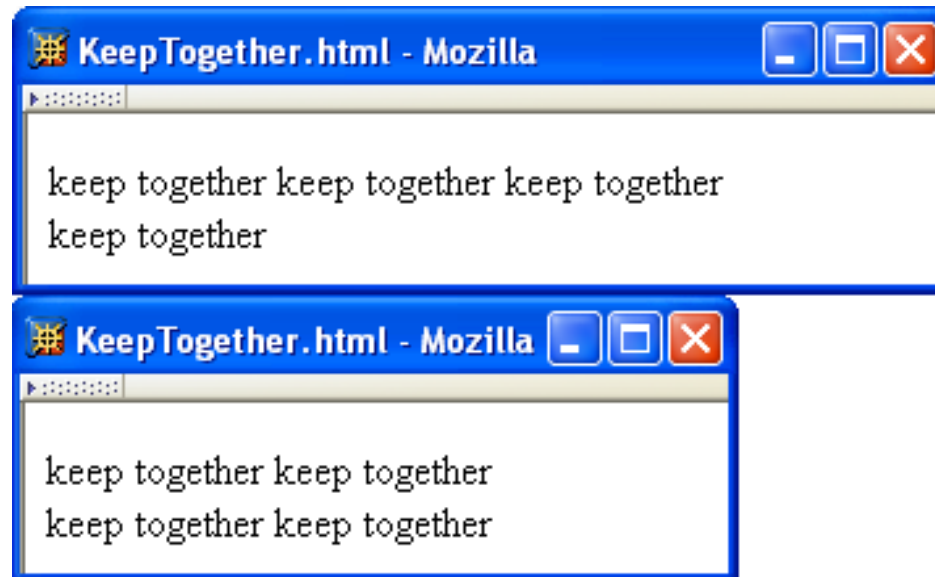 KeepTogether.html - Mozilla
keep together keep together keep together
keep together
KeepTogether.html - Mozilla
keep together keep together
keep together keep together